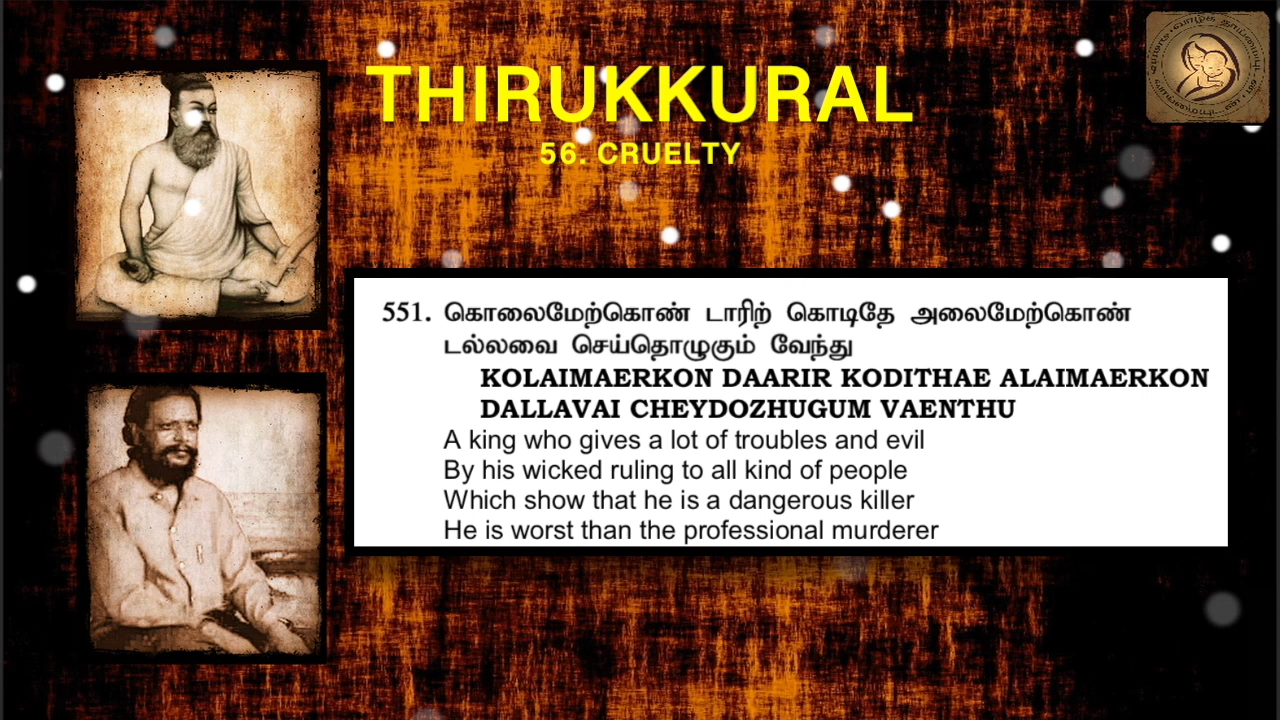 THIRUKKURAL
56. CRUELTY
551. கொலைமேற்கொண் டாரிற் கொடிதே அலைமேற்கொண்
டல்லவை செய்தொழுகும் வேந்து
KOLAIMAERKON DAARIR KODITHAE ALAIMAERKON
DALLAVAI CHEYDOZHUGUM VAENTHU
A king who gives a lot of troubles and evil
By his wicked ruling to all kind of people
Which show that he is a dangerous killer
He is worst than the professional murderer